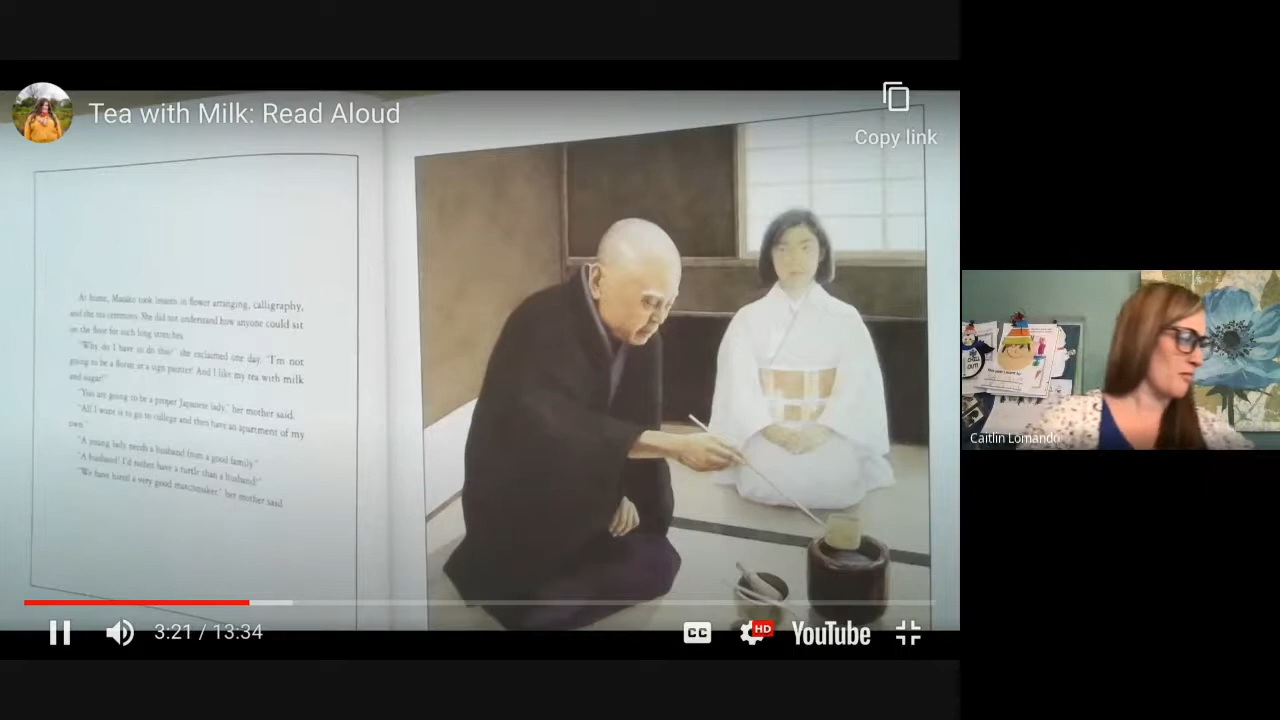 Tea with Milk: Read Aloud
Copy link
At home, Masako took lessons in flower arranging, calligraphy,
and the tea ceremony. She did not understand how anyone could sit
on the floor for such long stretches.
"Why do I have to do this?" she exclaimed one day. "I'm not
going to be a florist or a sign painter! And I like my tea with milk
and sugar!"
"You are going to be a proper Japanese lady," her mother said.
"All I want is to go to college and then have an apartment of my
own."
"A young lady needs a husband from a good family."
"A husband! I'd rather have a turtle than a husband!"
"We have hired a very good matchmaker," her mother said.
3:21 / 13:34
CC
HD
YouTube
Caitlin Lomando